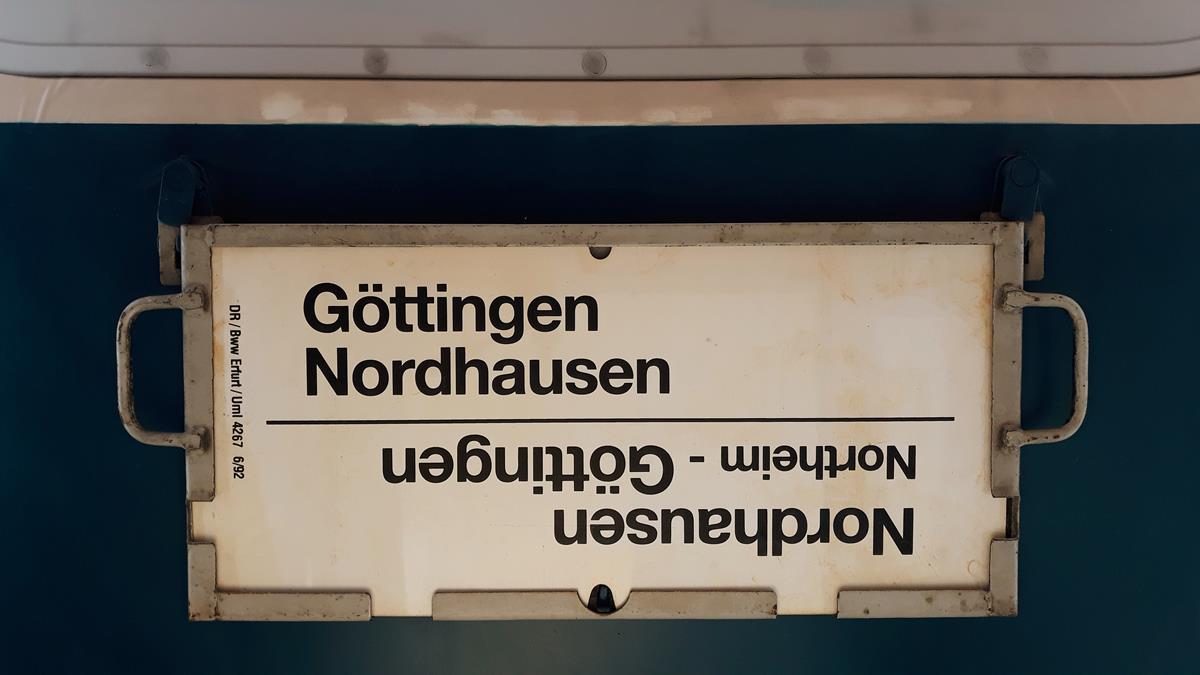 Göttingen
Nordhausen
DR / Bww Erfurt / Uml 4267 6/92
Nordhausen
Northeim - Göttingen